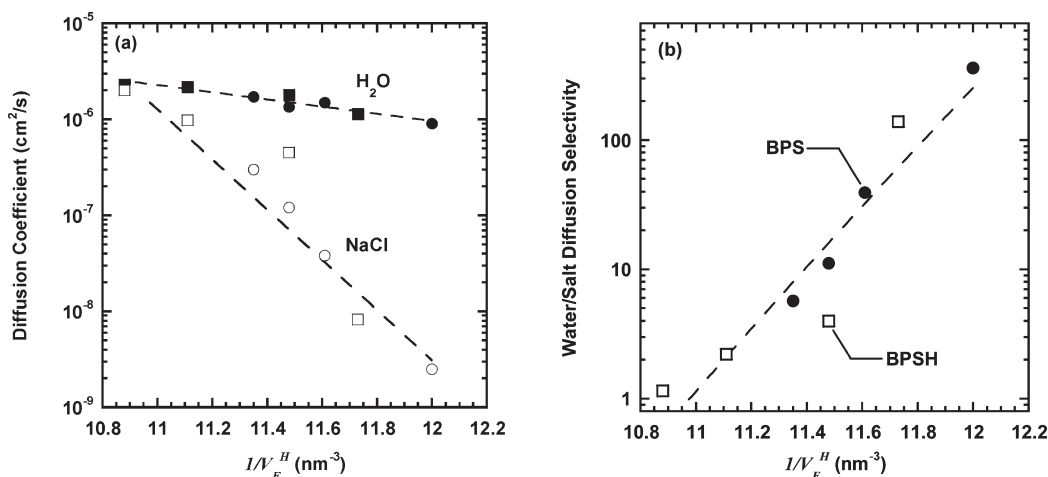 (a)
H₂O
NaCl
Diffusion Coefficient (cm²/s)
10⁻⁵
10⁻⁶
10⁻⁷
10⁻⁸
10⁻⁹
10.8 11 11.2 11.4 11.6 11.8 12 12.2
1/V_F^H (nm⁻³)
(b)
BPS
BPSH
Water/Salt Diffusion Selectivity
100
10
1
10.8 11 11.2 11.4 11.6 11.8 12 12.2
1/V_F^H (nm⁻³)